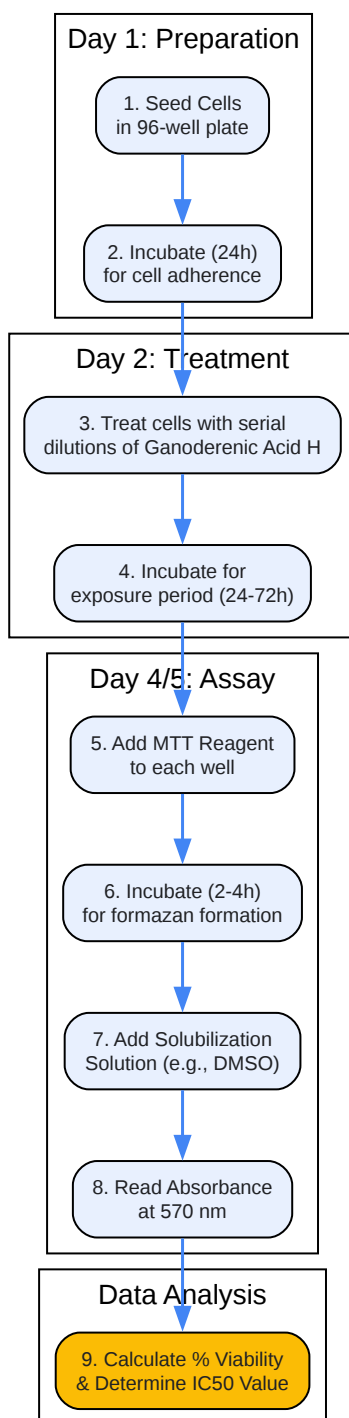 Day 1: Preparation
1. Seed Cells
in 96-well plate
2. Incubate (24h)
for cell adherence
Day 2: Treatment
3. Treat cells with serial
dilutions of Ganoderenic Acid H
4. Incubate for
exposure period (24-72h)
Day 4/5: Assay
5. Add MTT Reagent
to each well
6. Incubate (2-4h)
for formazan formation
7. Add Solubilization
Solution (e.g., DMSO)
8. Read Absorbance
at 570 nm
Data Analysis
9. Calculate % Viability
& Determine IC50 Value